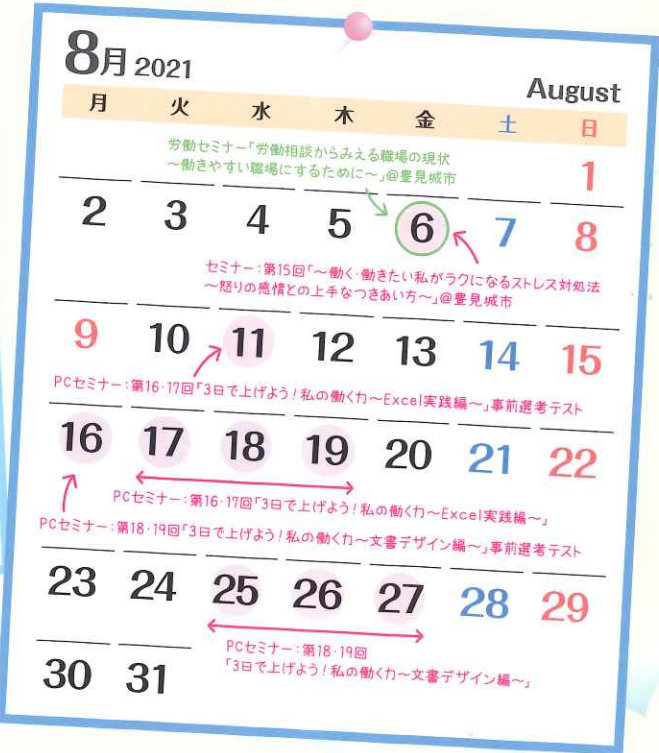 8月 2021
August
月 火 水 木 金 土 日
労働セミナー「労働相談からみえる職場の現状
～働きやすい職場にするために～」@豊見城市
1
2 3 4 5 6 7 8
セミナー:第15回「～働く・働きたい私がラクになるストレス対処法
～怒りの感情との上手なつきあい方～」@豊見城市
9 10 11 12 13 14 15
PCセミナー:第16・17回「3日で上げよう!私の働く力～Excel実践編～」事前選考テスト
16 17 18 19 20 21 22
PCセミナー:第16・17回「3日で上げよう!私の働く力～Excel実践編～」
PCセミナー:第18・19回「3日で上げよう!私の働く力～文書デザイン編～」事前選考テスト
23 24 25 26 27 28 29
PCセミナー:第18・19回
「3日で上げよう!私の働く力～文書デザイン編～」
30 31